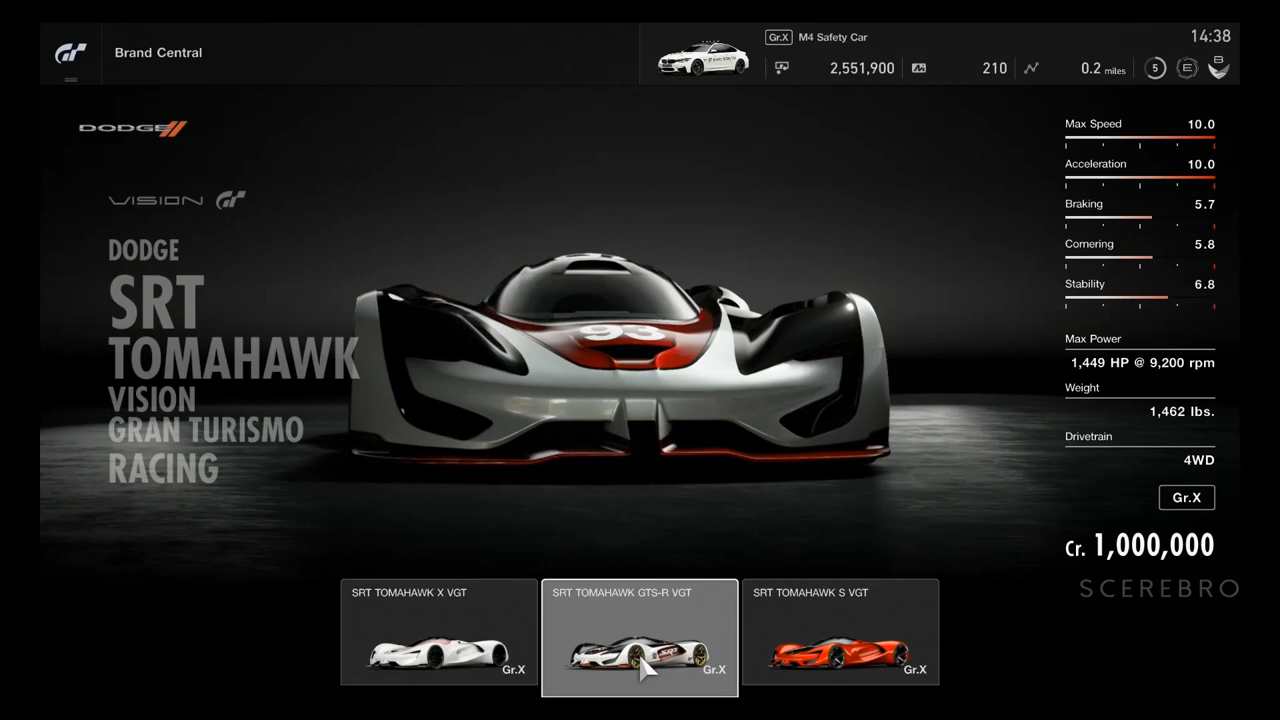 Brand Central
Gr.X M4 Safety Car
14:38
2,551,900
210
0.2 miles
5
E
B
DODGE
VISION GT
DODGE
SRT
TOMAHAWK
VISION
GRAN TURISMO
RACING
93
Max Speed 10.0
Acceleration 10.0
Braking 5.7
Cornering 5.8
Stability 6.8
Max Power
1,449 HP @ 9,200 rpm
Weight
1,462 lbs.
Drivetrain
4WD
Gr.X
Cr. 1,000,000
SCEREBRO
SRT TOMAHAWK X VGT
Gr.X
SRT TOMAHAWK GTS-R VGT
Gr.X
SRT TOMAHAWK S VGT
Gr.X